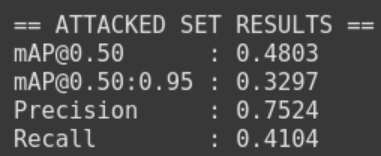 == ATTACKED SET RESULTS ==
mAP@0.50       : 0.4803
mAP@0.50:0.95 : 0.3297
Precision      : 0.7524
Recall         : 0.4104